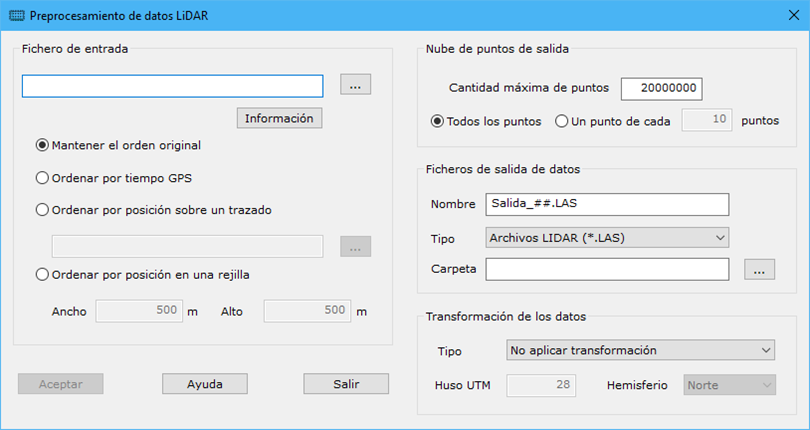 Preprocesamiento de datos LiDAR
Fichero de entrada
...
Información
Mantener el orden original
Ordenar por tiempo GPS
Ordenar por posición sobre un trazado
...
Ordenar por posición en una rejilla
Ancho 500 m Alto 500 m
Aceptar Ayuda Salir
Nube de puntos de salida
Cantidad máxima de puntos 20000000
Todos los puntos Un punto de cada 10 puntos
Ficheros de salida de datos
Nombre Salida_##.LAS
Tipo Archivos LIDAR (*.LAS)
Carpeta ...
Transformación de los datos
Tipo No aplicar transformación
Huso UTM 28 Hemisferio Norte